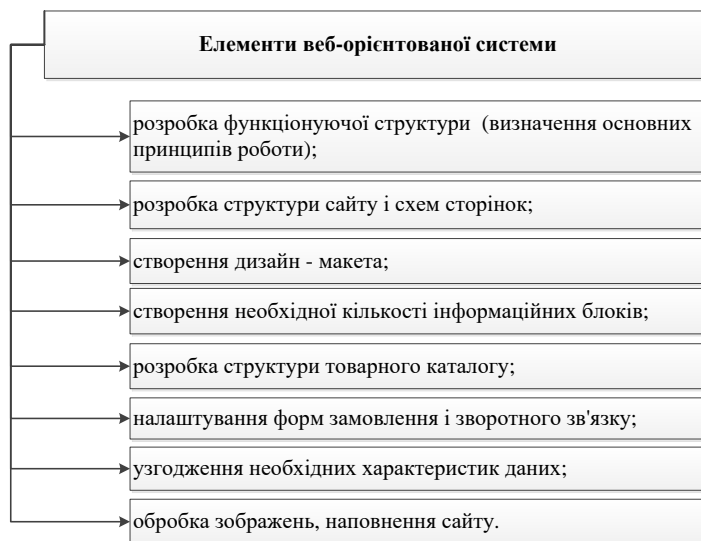 Елементи веб-орієнтованої системи
розробка функціонуючої структури (визначення основних
принципів роботи);
розробка структури сайту і схем сторінок;
створення дизайн - макета;
створення необхідної кількості інформаційних блоків;
розробка структури товарного каталогу;
налаштування форм замовлення і зворотного зв'язку;
узгодження необхідних характеристик даних;
обробка зображень, наповнення сайту.